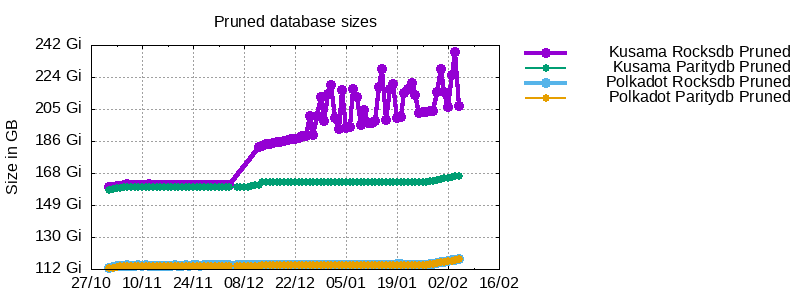 Pruned database sizes
Size in GB
242 Gi
224 Gi
205 Gi
186 Gi
168 Gi
149 Gi
130 Gi
112 Gi
27/10 10/11 24/11 08/12 22/12 05/01 19/01 02/02 16/02
Kusama Rocksdb Pruned
Kusama Paritydb Pruned
Polkadot Rocksdb Pruned
Polkadot Paritydb Pruned